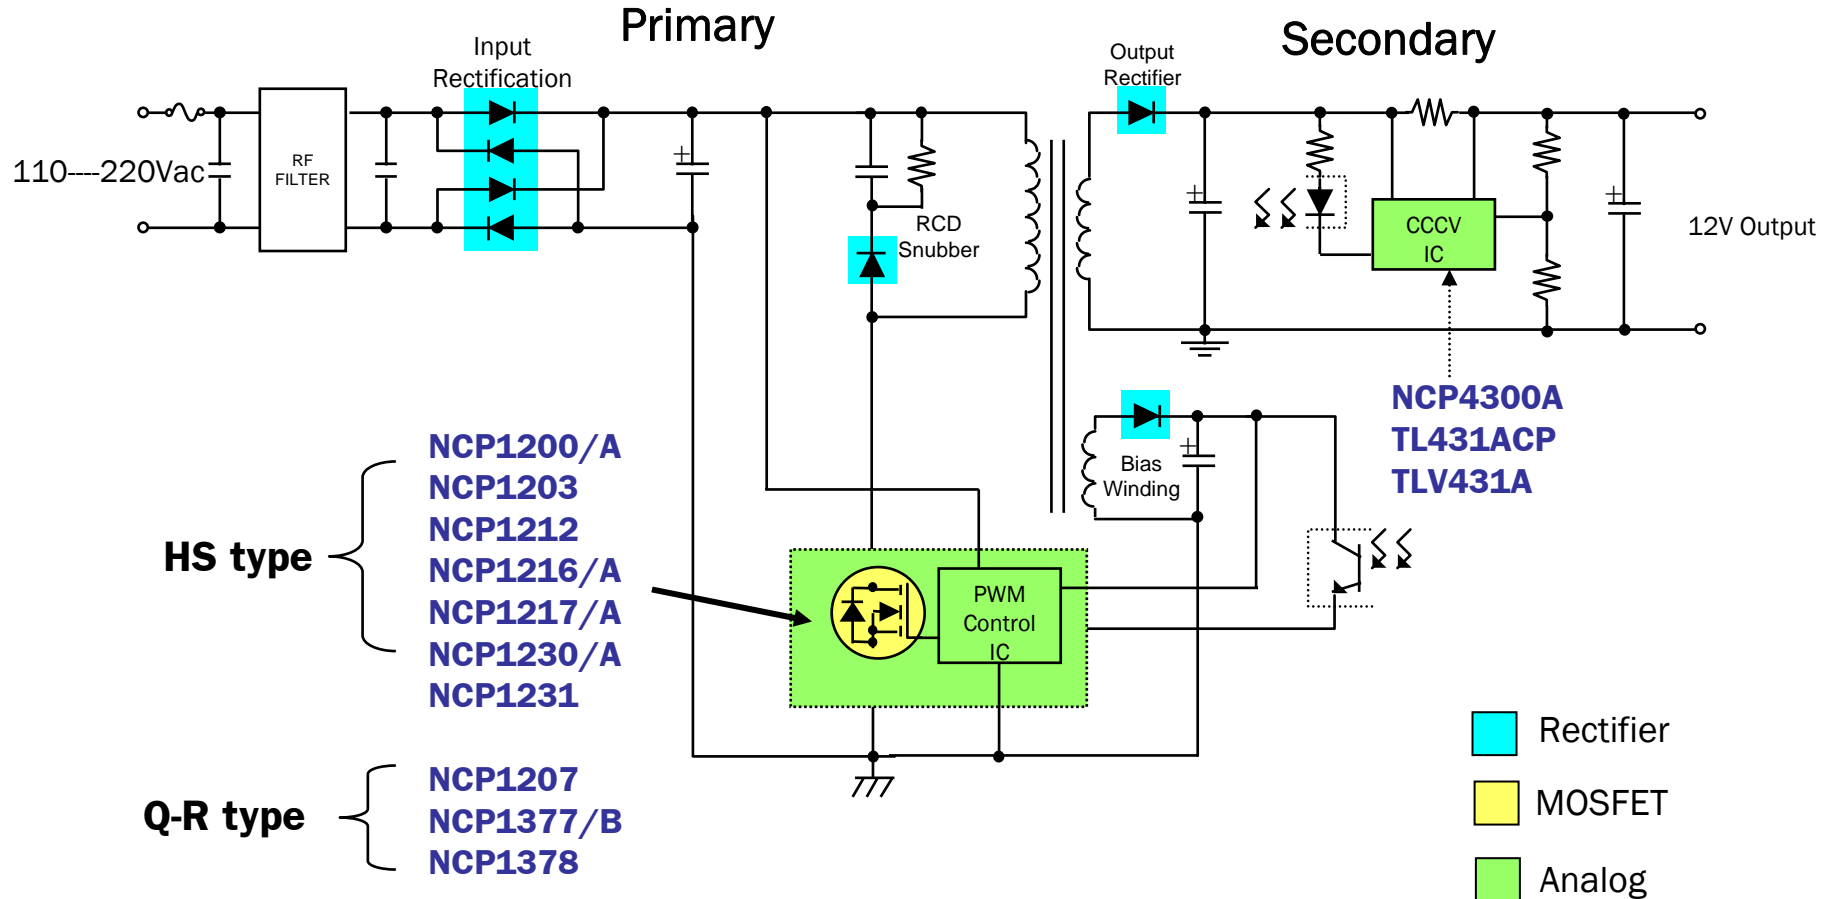 Primary
Secondary
Input
Rectification
Output
Rectifier
110----220Vac
RF
FILTER
RCD
Snubber
CCCV
IC
12V Output
NCP4300A
TL431ACP
TLV431A
Bias
Winding
HS type
NCP1200/A
NCP1203
NCP1212
NCP1216/A
NCP1217/A
NCP1230/A
NCP1231
PWM
Control
IC
Q-R type
NCP1207
NCP1377/B
NCP1378
Rectifier
MOSFET
Analog